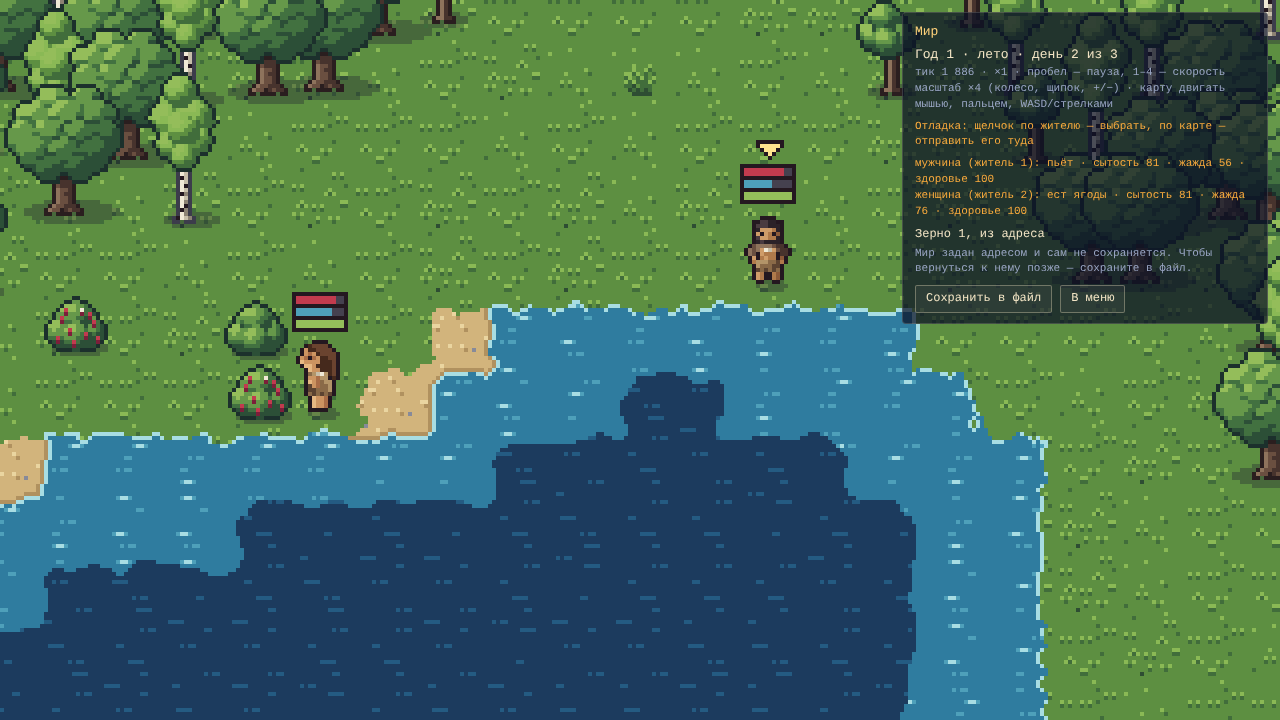 Мир
Год 1 · лето · день 2 из 3
тик 1 886 · ×1 · пробел — пауза, 1–4 — скорость
масштаб ×4 (колесо, щипок, +/−) · карту двигать
мышью, пальцем, WASD/стрелками
Отладка: щелчок по жителю — выбрать, по карте —
отправить его туда
мужчина (житель 1): пьёт · сытость 81 · жажда 56 ·
здоровье 100
женщина (житель 2): ест ягоды · сытость 81 · жажда
76 · здоровье 100
Зерно 1, из адреса
Мир задан адресом и сам не сохраняется. Чтобы
вернуться к нему позже — сохраните в файл.
Сохранить в файл
В меню